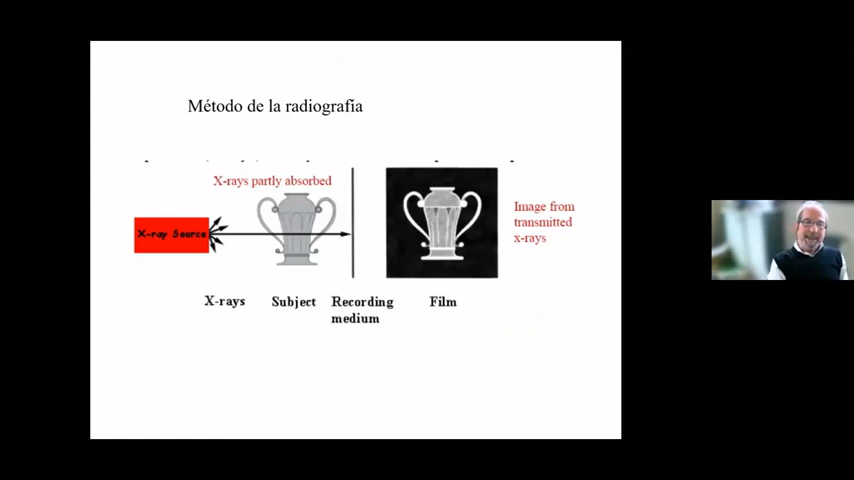 Método de la radiografía
X-rays partly absorbed
X-ray Source
Image from
transmitted
x-rays
X-rays
Subject
Recording
medium
Film